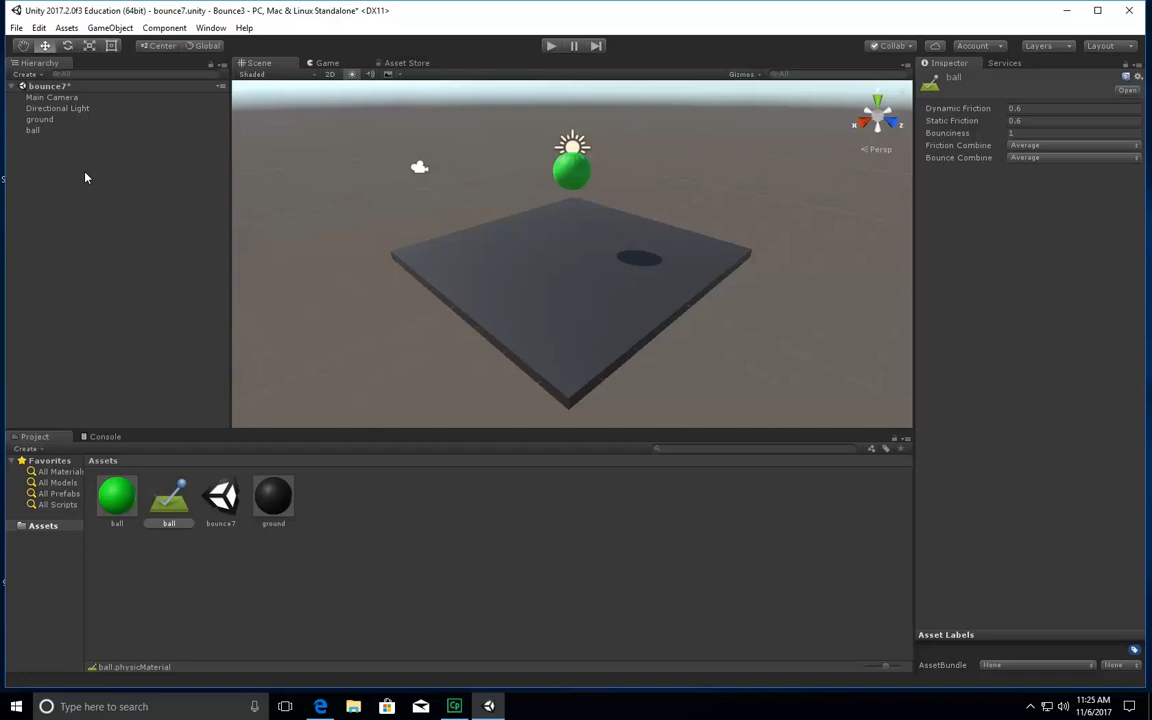 Unity 2017.2.0f3 Education (64bit) - bounce7.unity - Bounce3 - PC, Mac & Linux Standalone* <DX11>
File Edit Assets GameObject Component Window Help
Center Global Collab Account Layers Layout
Hierarchy
Create All
bounce7*
Main Camera
Directional Light
ground
ball
Scene Game Asset Store
Shaded 2D Gizmos All
x z
Persp
Inspector Services
ball
Open
Dynamic Friction 0.6
Static Friction 0.6
Bounciness 1
Friction Combine Average
Bounce Combine Average
Project Console
Create
Favorites
All Material
All Models
All Prefabs
All Scripts
Assets
Assets
ball ball bounce7 ground
ball.physicMaterial
Asset Labels
AssetBundle None None
Type here to search
Cp
11:25 AM
11/6/2017